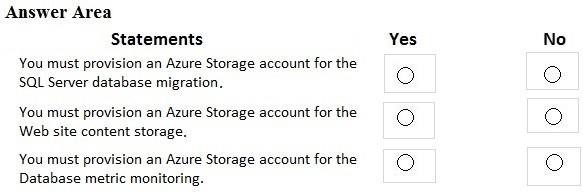 Answer Area
Statements Yes No
You must provision an Azure Storage account for the
SQL Server database migration.
You must provision an Azure Storage account for the
Web site content storage.
You must provision an Azure Storage account for the
Database metric monitoring.